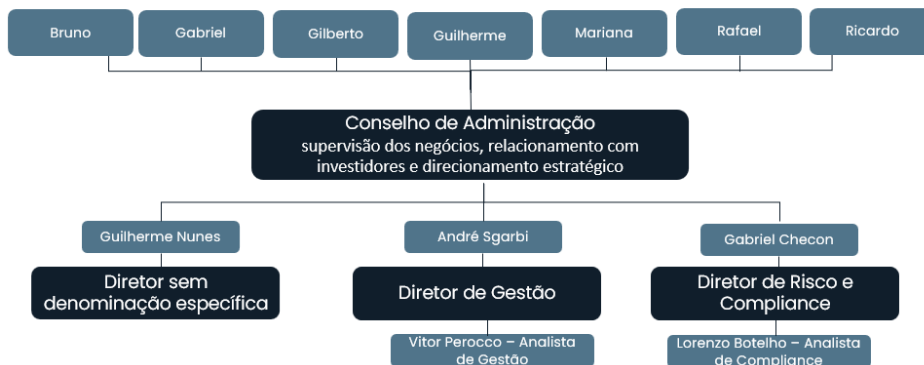 Bruno
Gabriel
Gilberto
Guilherme
Mariana
Rafael
Ricardo
Conselho de Administração
supervisão dos negócios, relacionamento com
investidores e direcionamento estratégico
Guilherme Nunes
André Sgarbi
Gabriel Checon
Diretor sem
denominação específica
Diretor de Gestão
Diretor de Risco e
Compliance
Vitor Perocco – Analista
de Gestão
Lorenzo Botelho – Analista
de Compliance